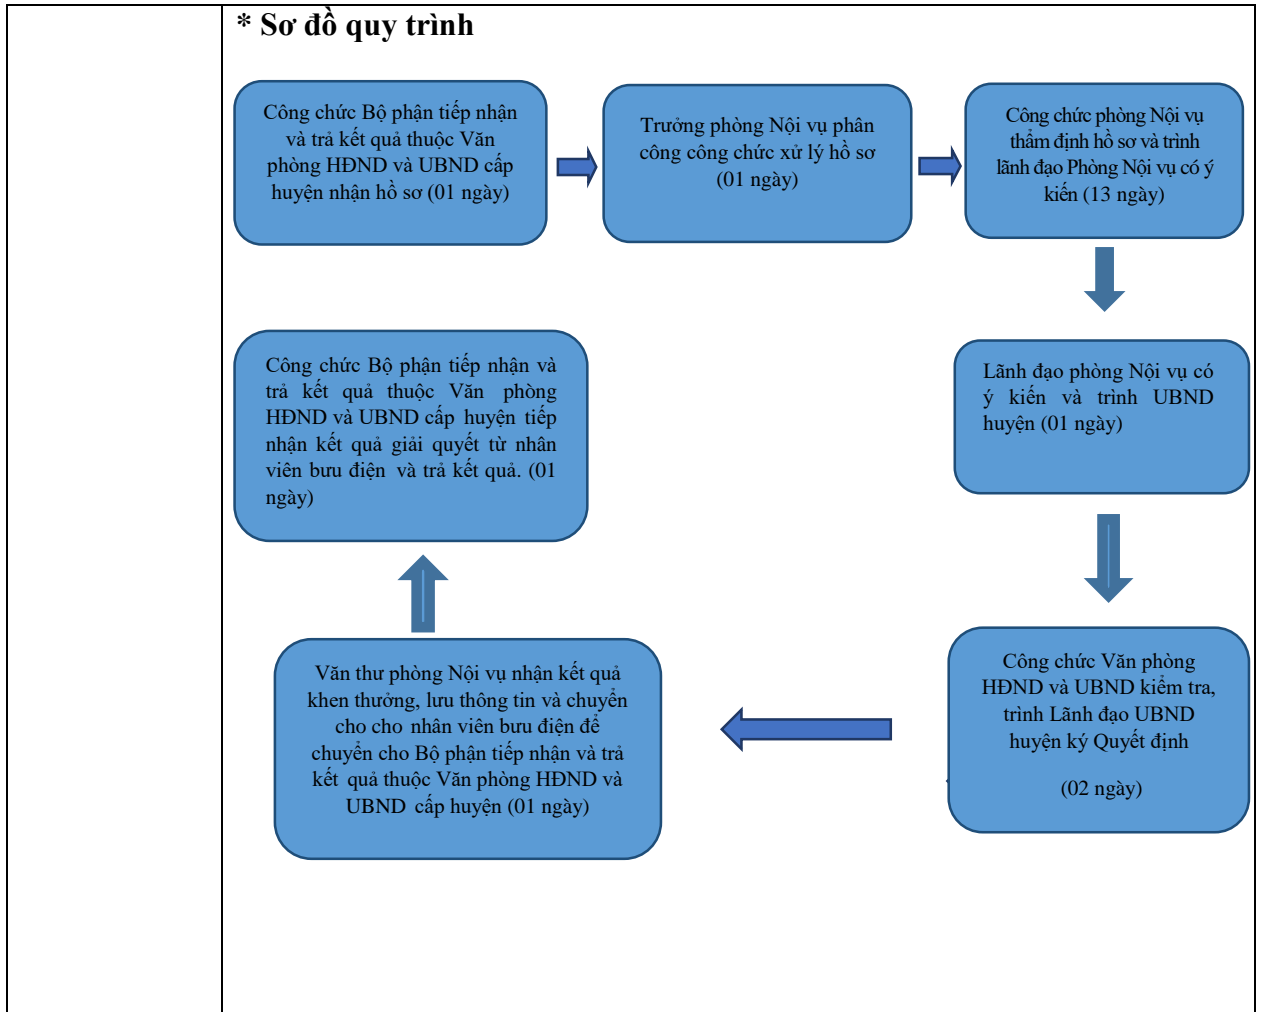 * Sơ đồ quy trình
Công chức Bộ phận tiếp nhận
và trả kết quả thuộc Văn
phòng HĐND và UBND cấp
huyện nhận hồ sơ (01 ngày)
Trưởng phòng Nội vụ phân
công công chức xử lý hồ sơ
(01 ngày)
Công chức phòng Nội vụ
thẩm định hồ sơ và trình
lãnh đạo Phòng Nội vụ có ý
kiến (13 ngày)
Lãnh đạo phòng Nội vụ có
ý kiến và trình UBND
huyện (01 ngày)
Công chức Văn phòng
HĐND và UBND kiểm tra,
trình Lãnh đạo UBND
huyện ký Quyết định
(02 ngày)
Văn thư phòng Nội vụ nhận kết quả
khen thưởng, lưu thông tin và chuyển
cho cho nhân viên bưu điện để
chuyển cho Bộ phận tiếp nhận và trả
kết quả thuộc Văn phòng HĐND và
UBND cấp huyện (01 ngày)
Công chức Bộ phận tiếp nhận và
trả kết quả thuộc Văn phòng
HĐND và UBND cấp huyện tiếp
nhận kết quả giải quyết từ nhân
viên bưu điện và trả kết quả. (01
ngày)